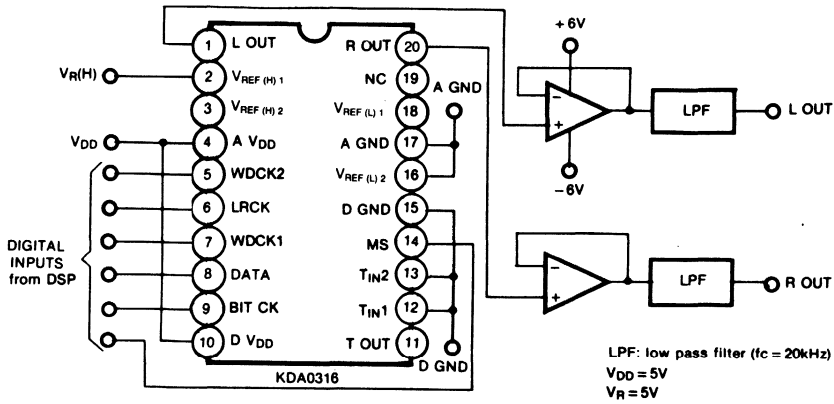 1 L OUT
R OUT 20
+6V
VR(H)
2 VREF (H) 1
NC 19
A GND
3 VREF (H) 2
VREF (L) 1 18
−
+
LPF
L OUT
VDD
4 A VDD
A GND 17
5 WDCK2
VREF (L) 2 16
−6V
6 LRCK
D GND 15
DIGITAL
INPUTS
from DSP
7 WDCK1
MS 14
8 DATA
TIN2 13
−
+
LPF
R OUT
9 BIT CK
TIN1 12
10 D VDD
T OUT 11
D GND
KDA0316
LPF: low pass filter (fc = 20kHz)
VDD = 5V
VR = 5V